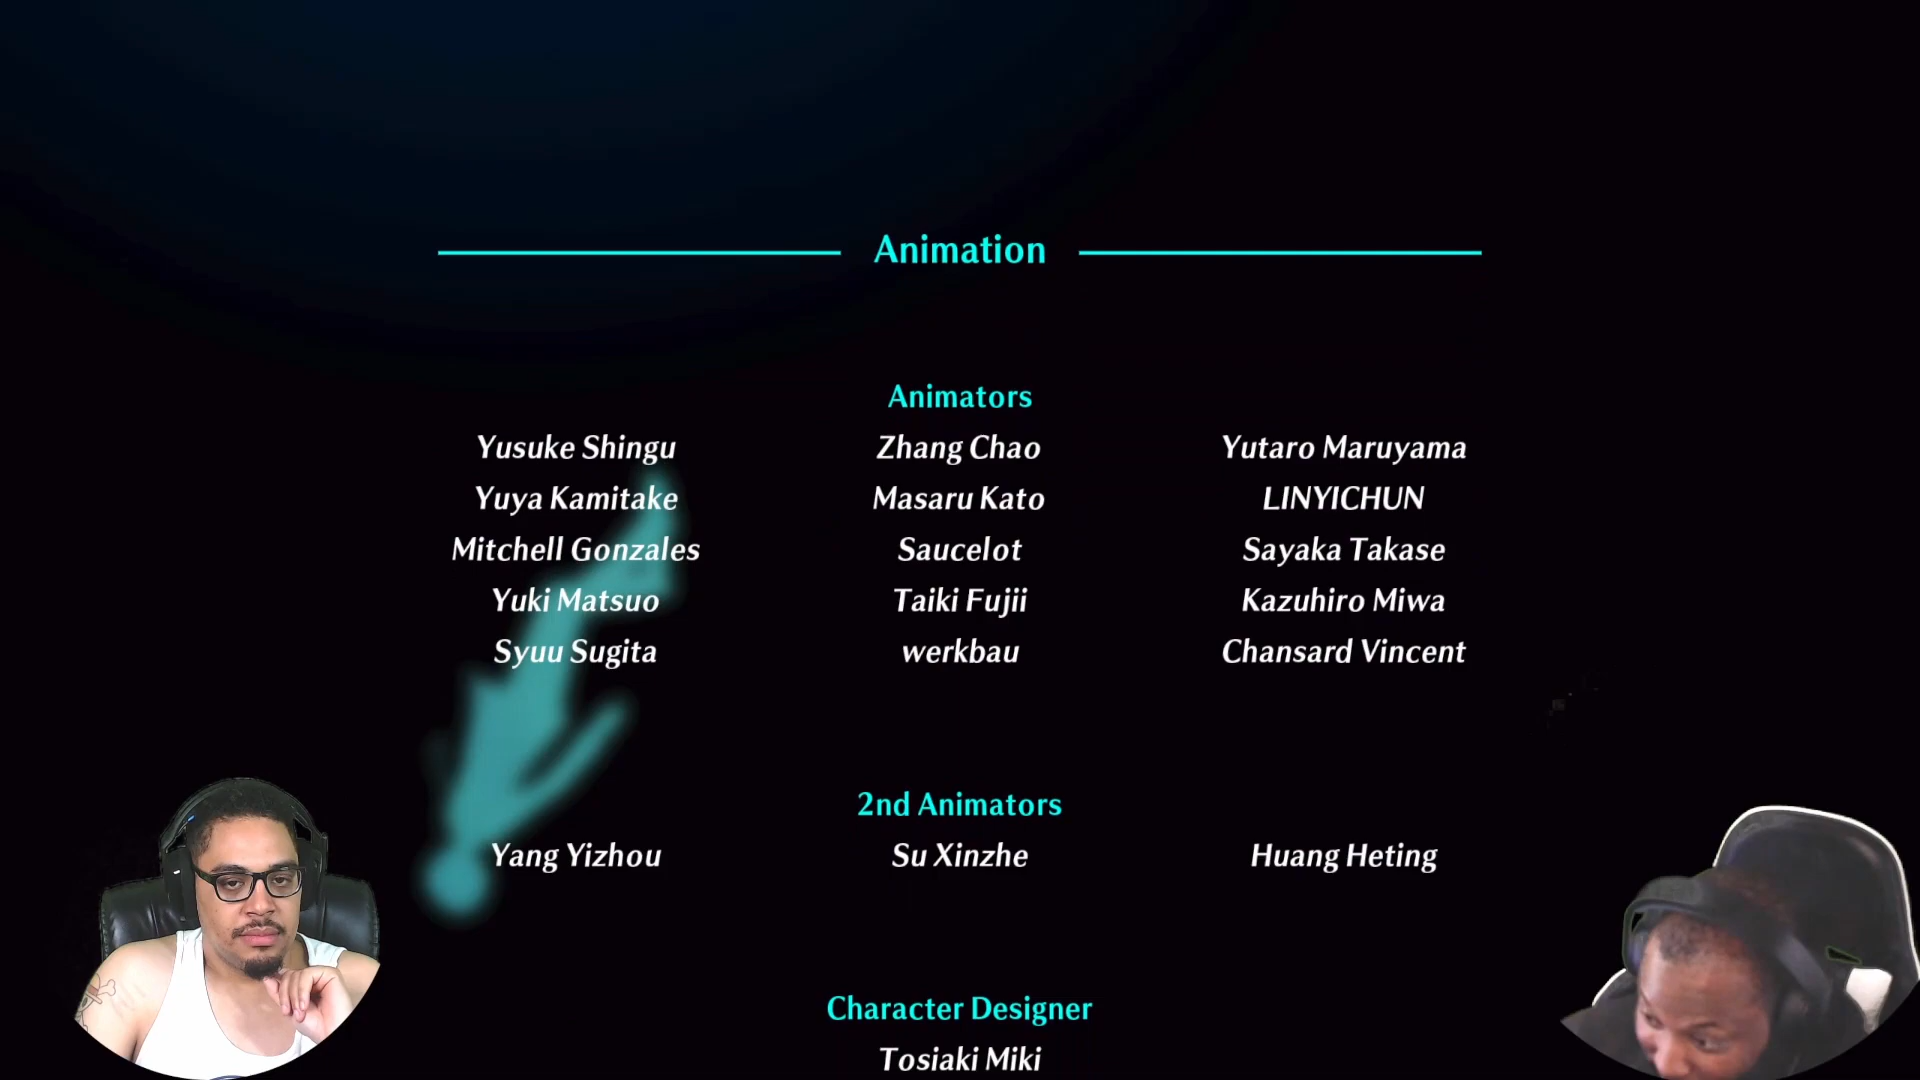 Animation
Animators
Yusuke Shingu Zhang Chao Yutaro Maruyama
Yuya Kamitake Masaru Kato LINYICHUN
Mitchell Gonzales Saucelot Sayaka Takase
Yuki Matsuo Taiki Fujii Kazuhiro Miwa
Syuu Sugita werkbau Chansard Vincent
2nd Animators
Yang Yizhou Su Xinzhe Huang Heting
Character Designer
Tosiaki Miki